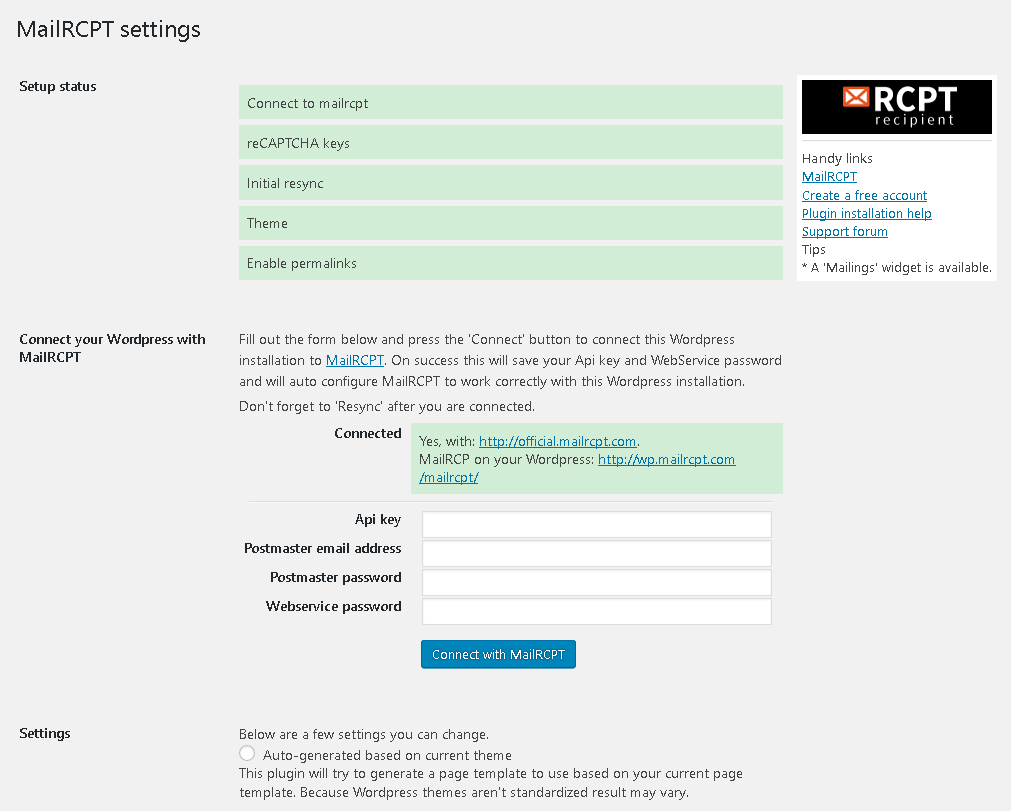 MailRCPT settings
Setup status
Connect to mailrcpt
reCAPTCHA keys
Initial resync
Theme
Enable permalinks
RCPT
recipient
Handy links
MailRCPT
Create a free account
Plugin installation help
Support forum
Tips
* A 'Mailings' widget is available.
Connect your Wordpress with
MailRCPT
Fill out the form below and press the 'Connect' button to connect this Wordpress
installation to MailRCPT. On success this will save your Api key and WebService password
and will auto configure MailRCPT to work correctly with this Wordpress installation.
Don't forget to 'Resync' after you are connected.
Connected
Yes, with: http://official.mailrcpt.com.
MailRCP on your Wordpress: http://wp.mailrcpt.com
/mailrcpt/
Api key
Postmaster email address
Postmaster password
Webservice password
Connect with MailRCPT
Settings
Below are a few settings you can change.
Auto-generated based on current theme
This plugin will try to generate a page template to use based on your current page
template. Because Wordpress themes aren't standardized result may vary.